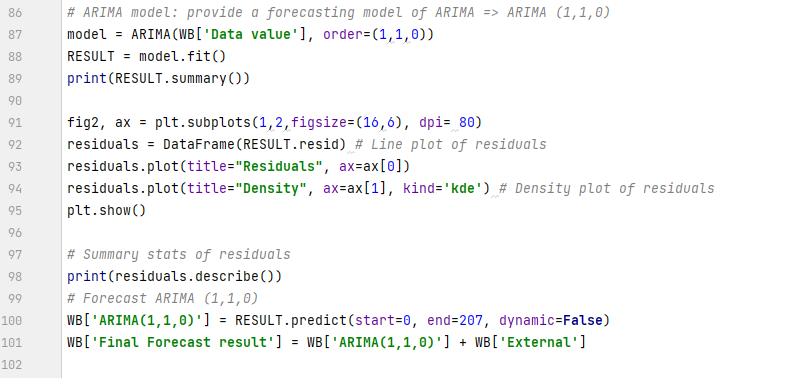 86 # ARIMA model: provide a forecasting model of ARIMA => ARIMA (1,1,0)
87 model = ARIMA(WB['Data value'], order=(1,1,0))
88 RESULT = model.fit()
89 print(RESULT.summary())
90
91 fig2, ax = plt.subplots(1,2,figsize=(16,6), dpi= 80)
92 residuals = DataFrame(RESULT.resid) # Line plot of residuals
93 residuals.plot(title="Residuals", ax=ax[0])
94 residuals.plot(title="Density", ax=ax[1], kind='kde') # Density plot of residuals
95 plt.show()
96
97 # Summary stats of residuals
98 print(residuals.describe())
99 # Forecast ARIMA (1,1,0)
100 WB['ARIMA(1,1,0)'] = RESULT.predict(start=0, end=207, dynamic=False)
101 WB['Final Forecast result'] = WB['ARIMA(1,1,0)'] + WB['External']
102